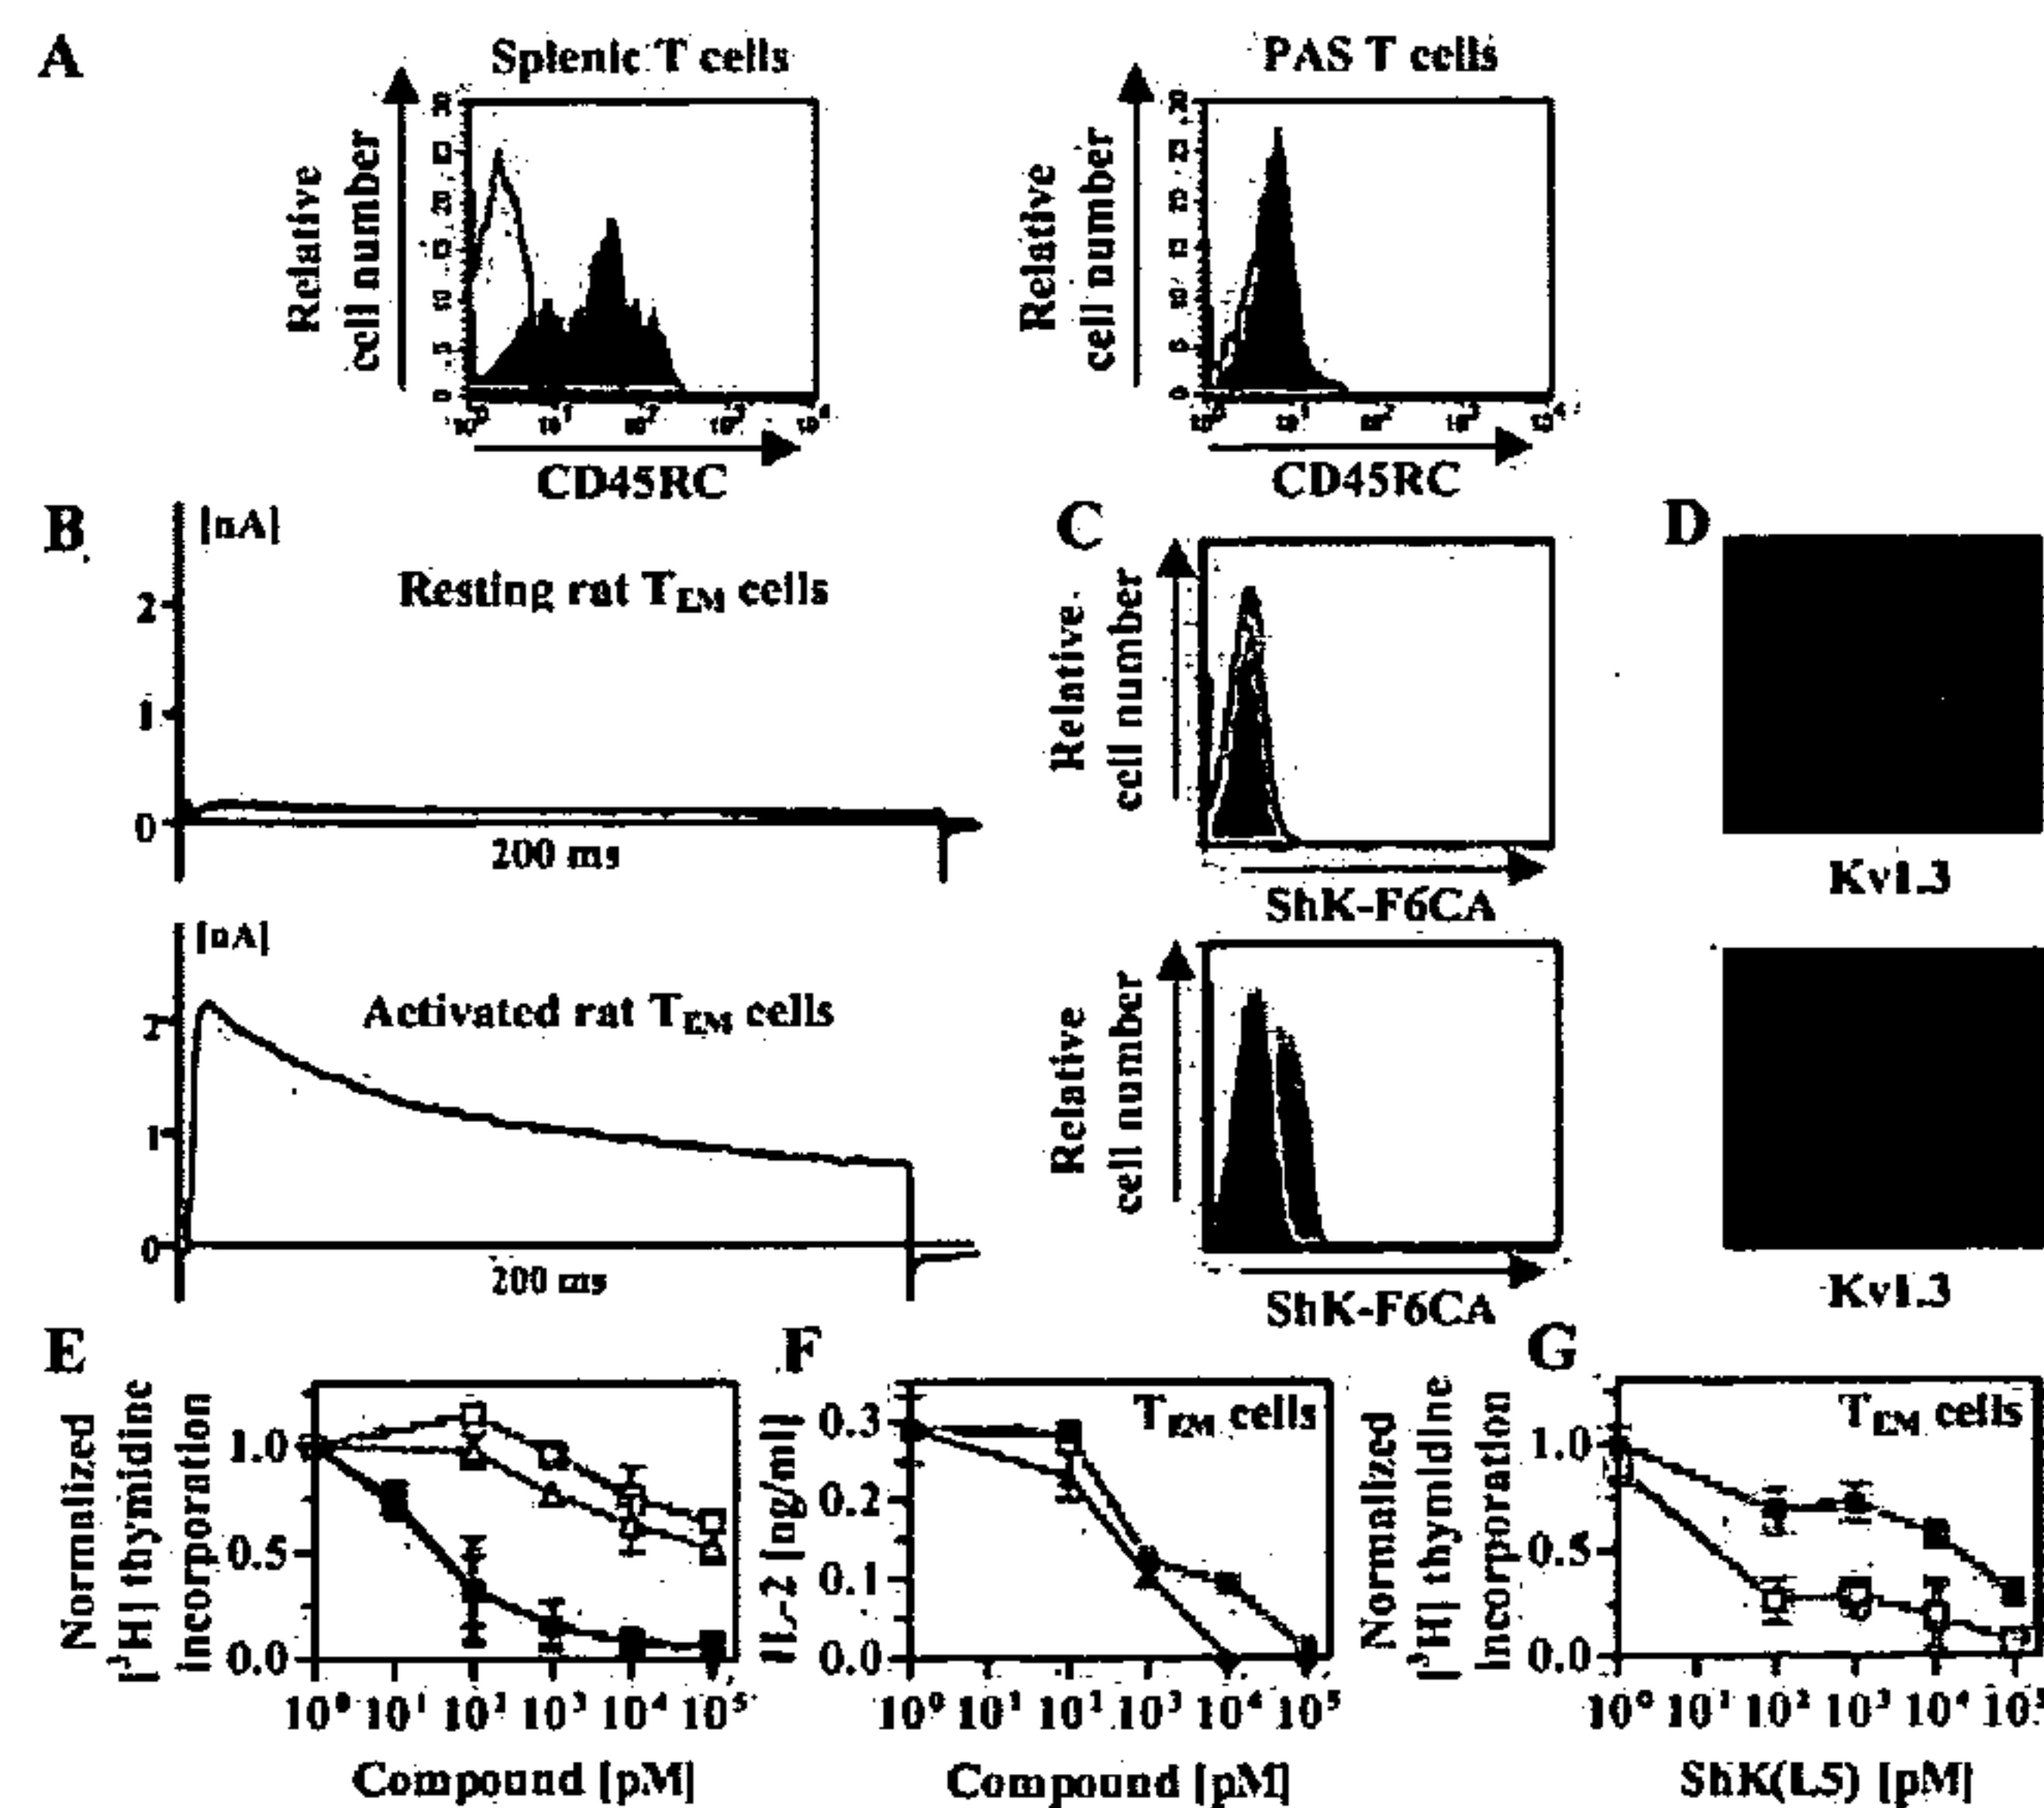 A
Splenic T cells
PAS T cells
Relative
cell number
Relative
cell number
CD45RC
CD45RC
B
[nA]
Resting rat TEM cells
2
1
0
200 ms
C
Relative
cell number
ShK-F6CA
D
Kv1.3
[nA]
Activated rat TEM cells
2
1
0
200 ms
Relative
cell number
ShK-F6CA
Kv1.3
E
Normalized
[³H] thymidine
incorporation
1.0
0.5
0.0
10⁰ 10¹ 10² 10³ 10⁴ 10⁵
Compound [pM]
F
TEM cells
IL-2 [ng/ml]
0.3
0.2
0.1
0.0
10⁰ 10¹ 10³ 10⁴ 10⁵
Compound [pM]
G
TEM cells
Normalized
[³H] thymidine
incorporation
1.0
0.5
0.0
10⁰ 10¹ 10² 10³ 10⁴
ShK(L5) [pM]